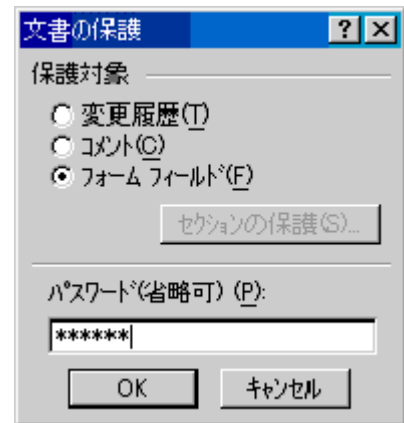 文書の保護
保護対象
変更履歴(T)
コメント(C)
フォーム フィールド(F)
セクションの保護(S)...
パスワード(省略可) (P):
******
OK キャンセル